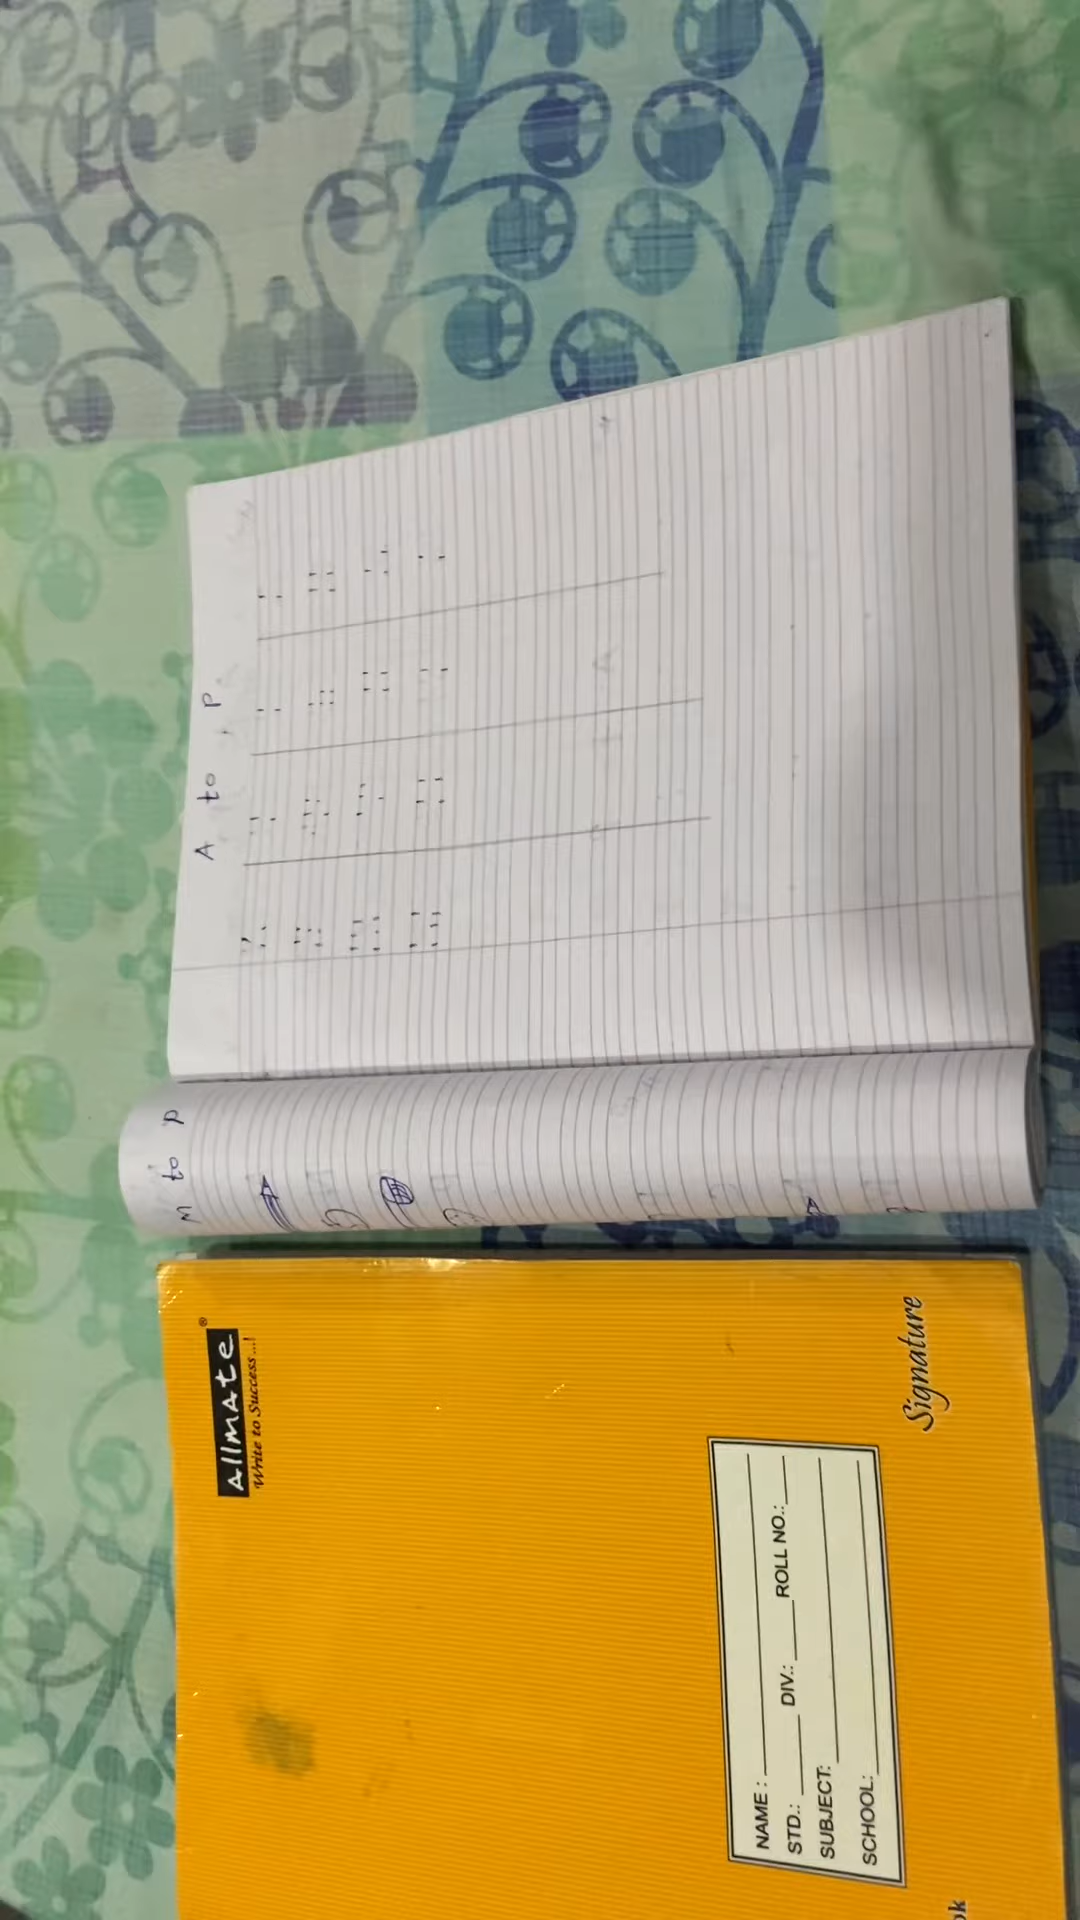 A to P
M to P
Allmate®
Write to Success...!
NAME :
STD.: DIV.: ROLL NO.:
SUBJECT:
SCHOOL:
Signature